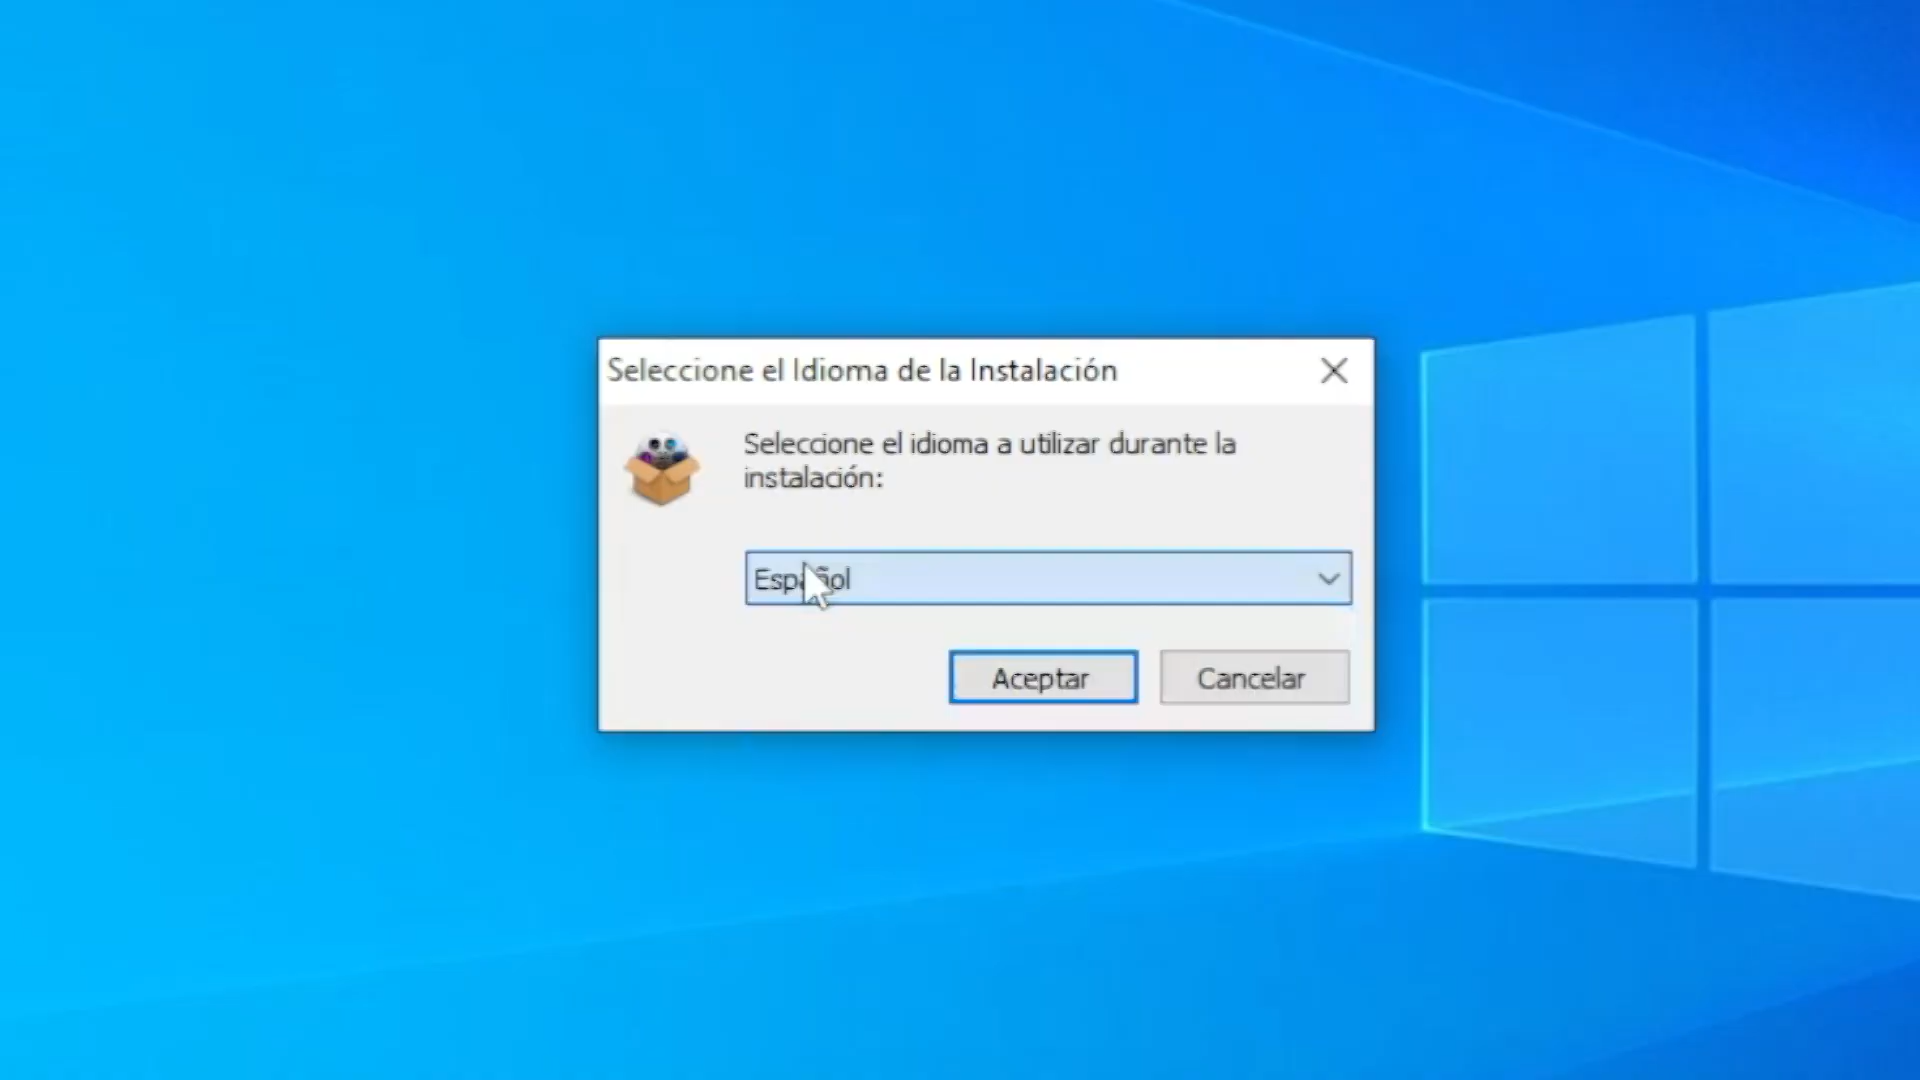 Seleccione el Idioma de la Instalación
Seleccione el idioma a utilizar durante la
instalación:
Español
Aceptar
Cancelar